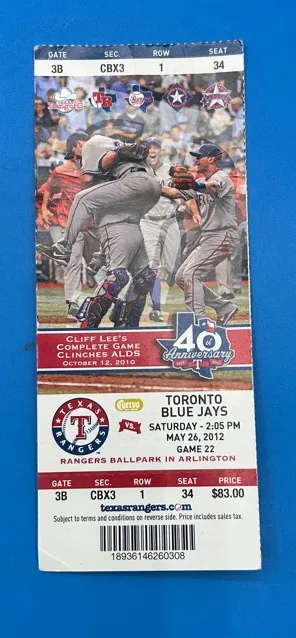 GATE SEC. ROW SEAT
3B CBX3 1 34
CLIFF LEE'S
COMPLETE GAME
CLINCHES ALDS
OCTOBER 12, 2010
40th
Anniversary
TEXAS
RANGERS
Cuervo
VS.
TORONTO
BLUE JAYS
SATURDAY - 2:05 PM
MAY 26, 2012
GAME 22
RANGERS BALLPARK IN ARLINGTON
GATE SEC. ROW SEAT PRICE
3B CBX3 1 34 $83.00
texasrangers.com
Subject to terms and conditions on reverse side. Price includes sales tax.
18936146260308